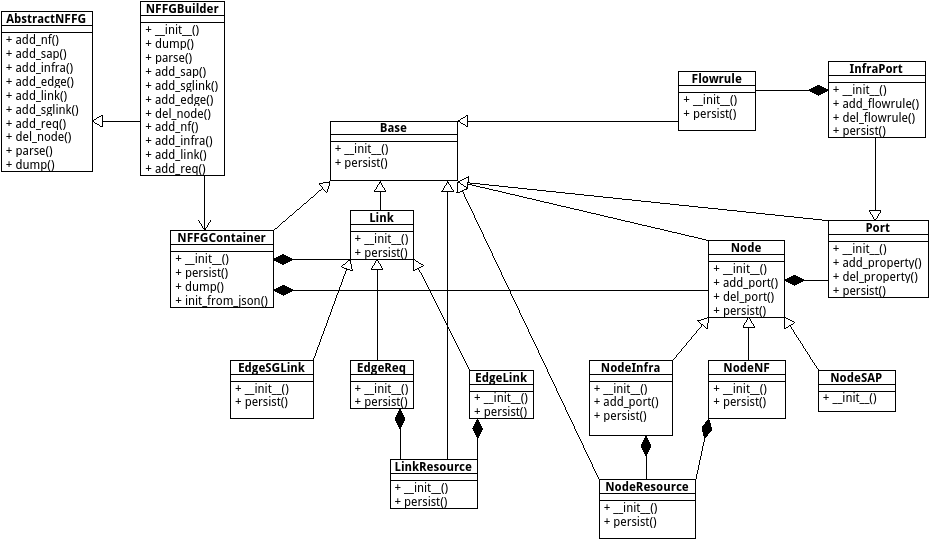 AbstractNFFG
+ add_nf()
+ add_sap()
+ add_infra()
+ add_edge()
+ add_link()
+ add_sglink()
+ add_req()
+ del_node()
+ parse()
+ dump()
NFFGBuilder
+ __init__()
+ dump()
+ parse()
+ add_sap()
+ add_sglink()
+ add_edge()
+ del_node()
+ add_nf()
+ add_infra()
+ add_link()
+ add_req()
Base
+ __init__()
+ persist()
Flowrule
+ __init__()
+ persist()
InfraPort
+ __init__()
+ add_flowrule()
+ del_flowrule()
+ persist()
NFFGContainer
+ __init__()
+ persist()
+ dump()
+ init_from_json()
Link
+ __init__()
+ persist()
Node
+ __init__()
+ add_port()
+ del_port()
+ persist()
Port
+ __init__()
+ add_property()
+ del_property()
+ persist()
EdgeSGLink
+ __init__()
+ persist()
EdgeReq
+ __init__()
+ persist()
EdgeLink
+ __init__()
+ persist()
NodeInfra
+ __init__()
+ add_port()
+ persist()
NodeNF
+ __init__()
+ persist()
NodeSAP
+ __init__()
LinkResource
+ __init__()
+ persist()
NodeResource
+ __init__()
+ persist()